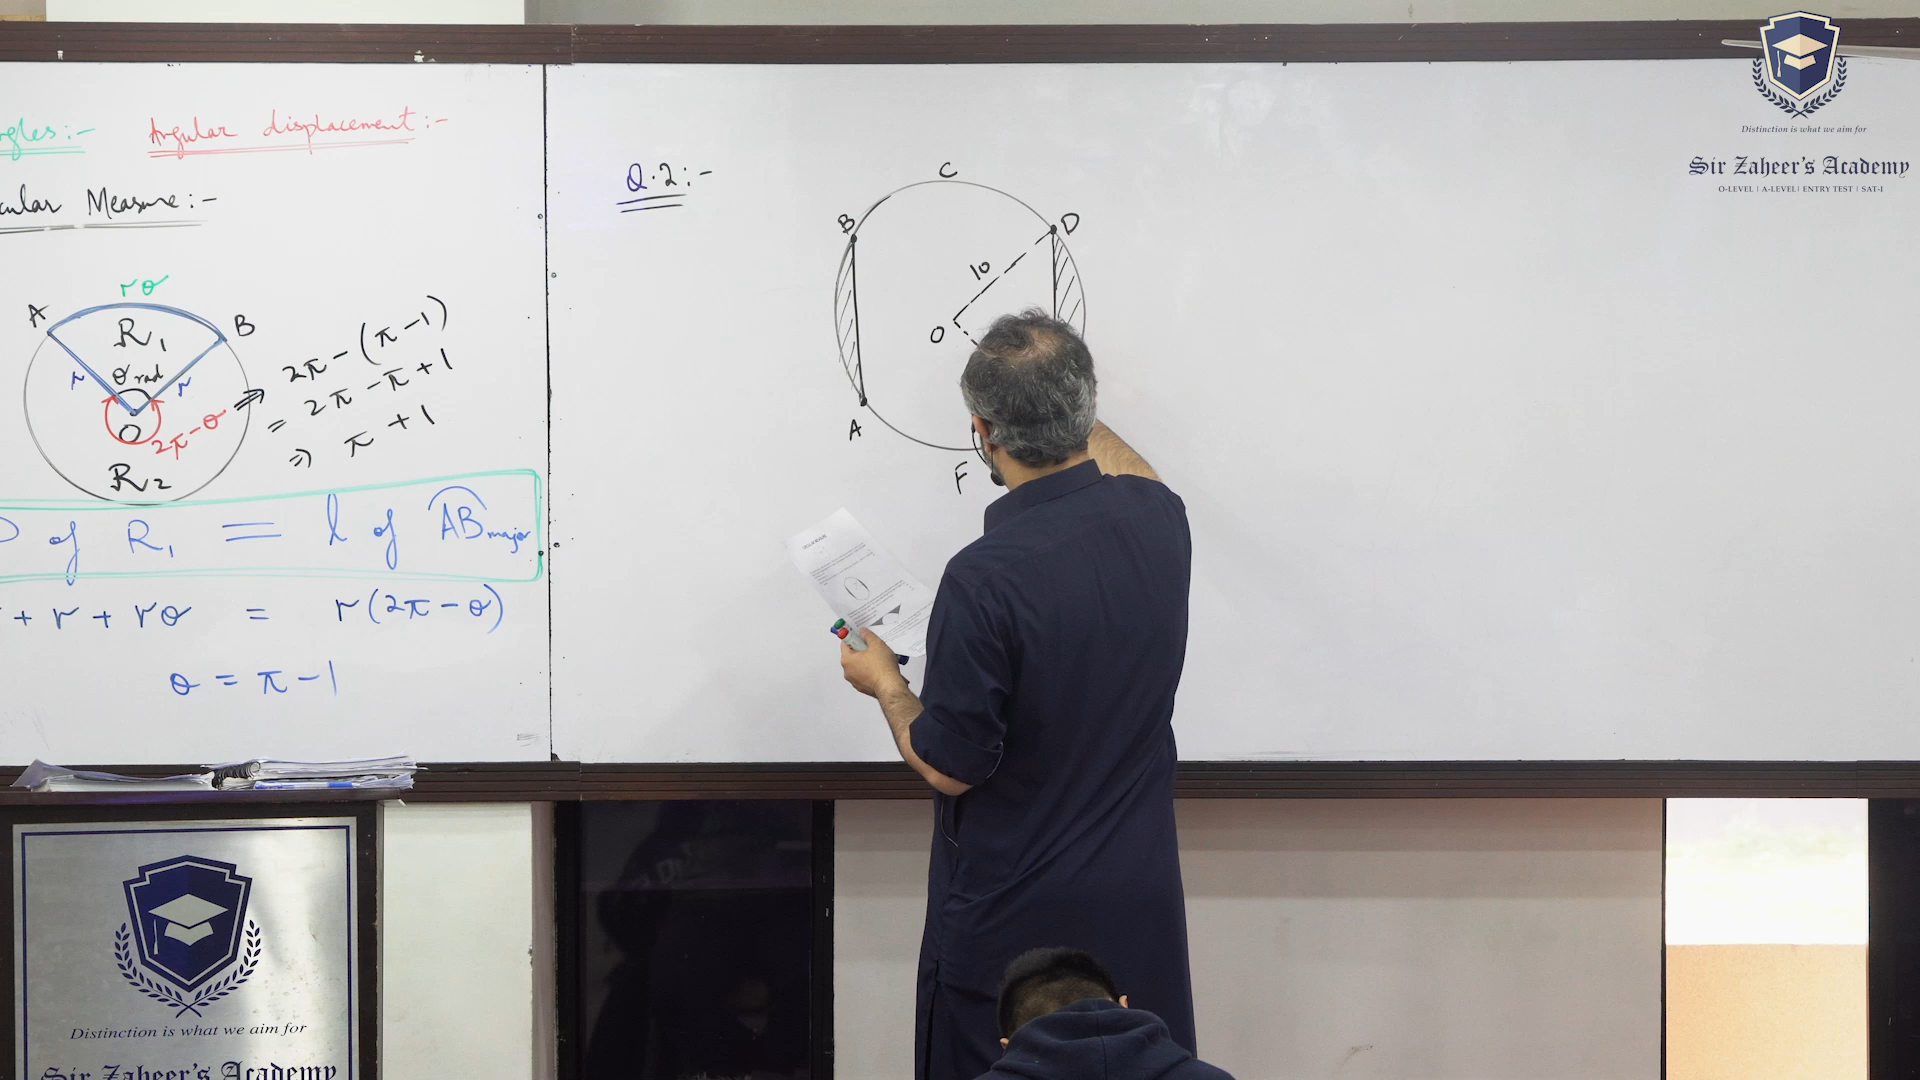 Angular displacement :-
Measure :-
rθ
A
B
R1
θ rad
r
r
O
2π-θ
R2
⇒ 2π - (π - 1)
= 2π - π + 1
⇒ π + 1
of R1 = l of AB major
+ r + rθ = r(2π - θ)
θ = π - 1
Q.2:-
C
B
D
10
O
A
F
Distinction is what we aim for
Sir Zaheer's Academy
O-LEVEL | A-LEVEL | ENTRY TEST | SAT-I
Distinction is what we aim for
Sir Zaheer's Academy